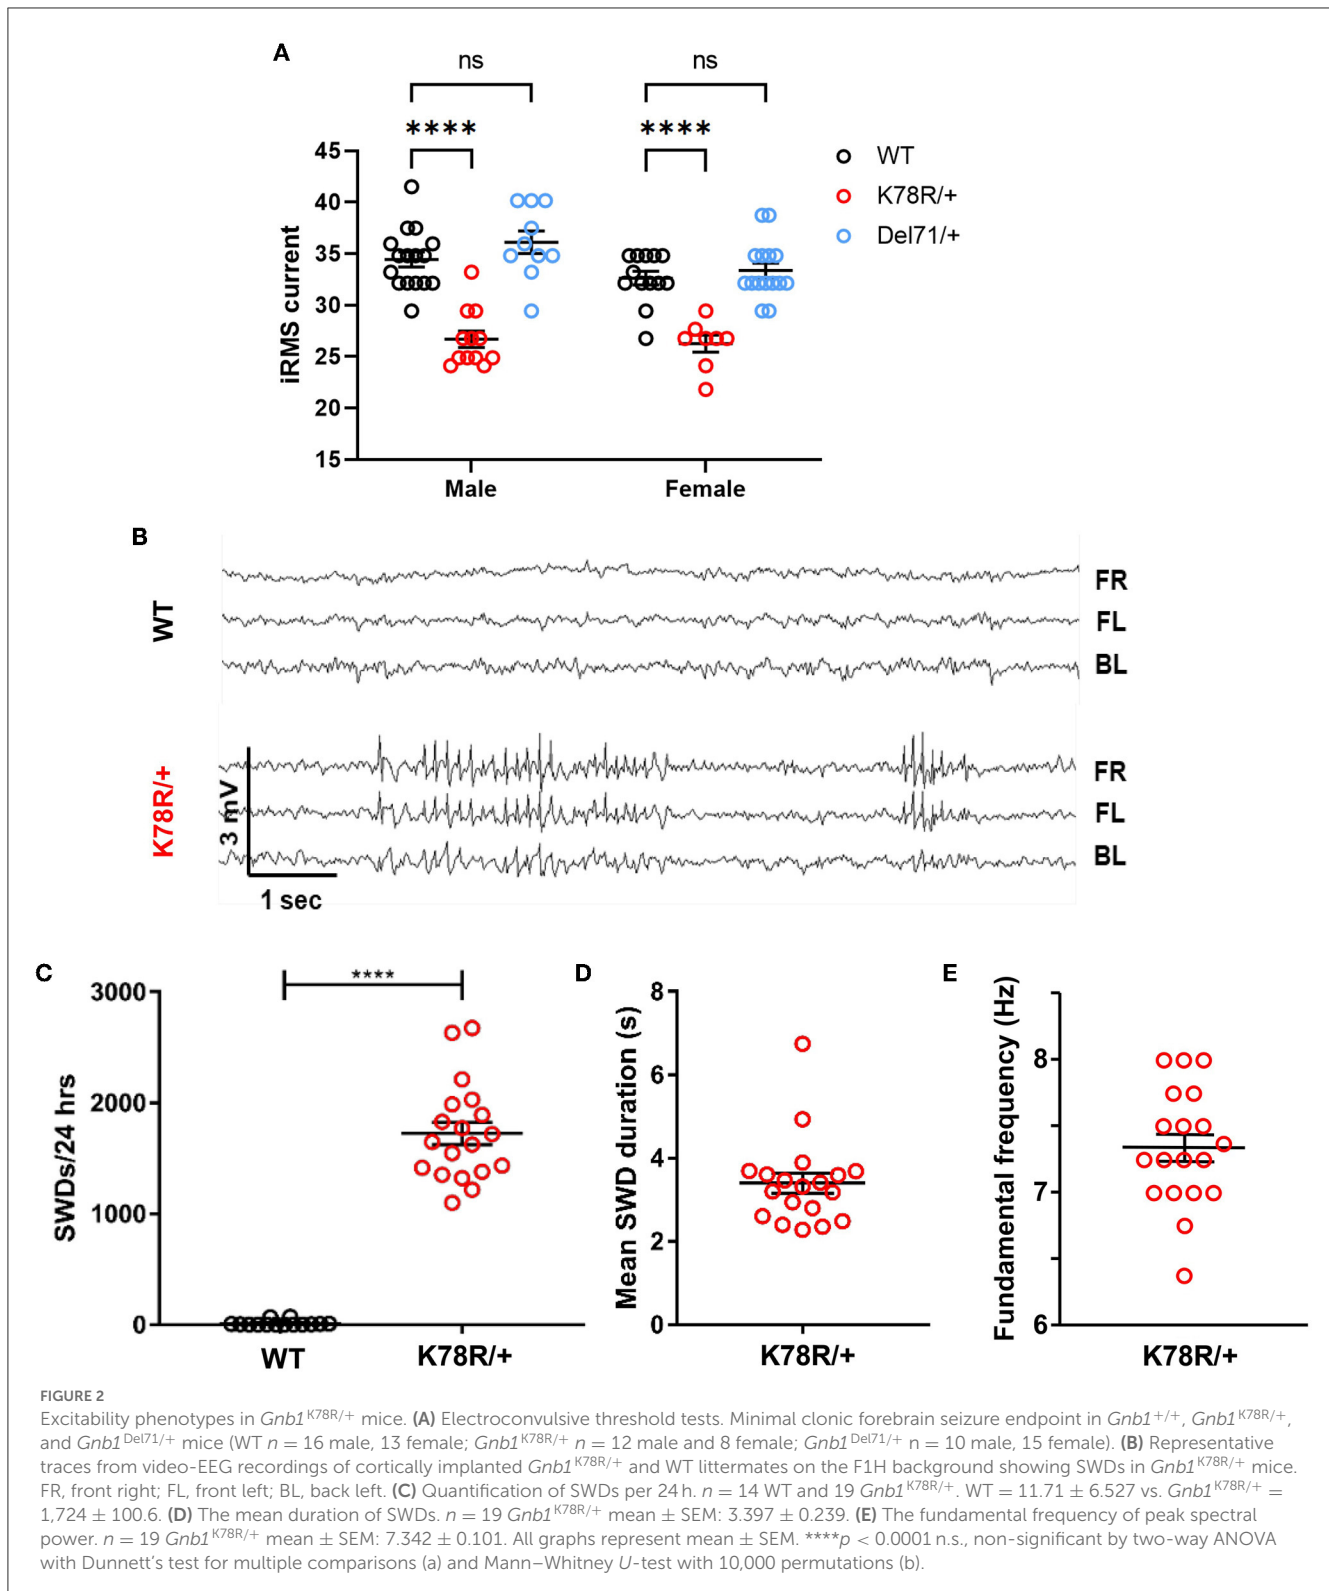 A
ns
ns
****
****
45
40
35
30
25
20
15
iRMS current
Male
Female
WT
K78R/+
Del71/+
B
WT
FR
FL
BL
K78R/+
3 mV
1 sec
FR
FL
BL
C
****
3000
2000
1000
0
SWDs/24 hrs
WT
K78R/+
D
8
6
4
2
0
Mean SWD duration (s)
K78R/+
E
8
7
6
Fundamental frequency (Hz)
K78R/+
FIGURE 2
Excitability phenotypes in Gnb1K78R/+ mice. (A) Electroconvulsive threshold tests. Minimal clonic forebrain seizure endpoint in Gnb1+/+, Gnb1K78R/+,
and Gnb1Del71/+ mice (WT n = 16 male, 13 female; Gnb1K78R/+ n = 12 male and 8 female; Gnb1Del71/+ n = 10 male, 15 female). (B) Representative
traces from video-EEG recordings of cortically implanted Gnb1K78R/+ and WT littermates on the F1H background showing SWDs in Gnb1K78R/+ mice.
FR, front right; FL, front left; BL, back left. (C) Quantification of SWDs per 24 h. n = 14 WT and 19 Gnb1K78R/+. WT = 11.71 ± 6.527 vs. Gnb1K78R/+ =
1,724 ± 100.6. (D) The mean duration of SWDs. n = 19 Gnb1K78R/+ mean ± SEM: 3.397 ± 0.239. (E) The fundamental frequency of peak spectral
power. n = 19 Gnb1K78R/+ mean ± SEM: 7.342 ± 0.101. All graphs represent mean ± SEM. ****p < 0.0001 n.s., non-significant by two-way ANOVA
with Dunnett's test for multiple comparisons (a) and Mann–Whitney U-test with 10,000 permutations (b).